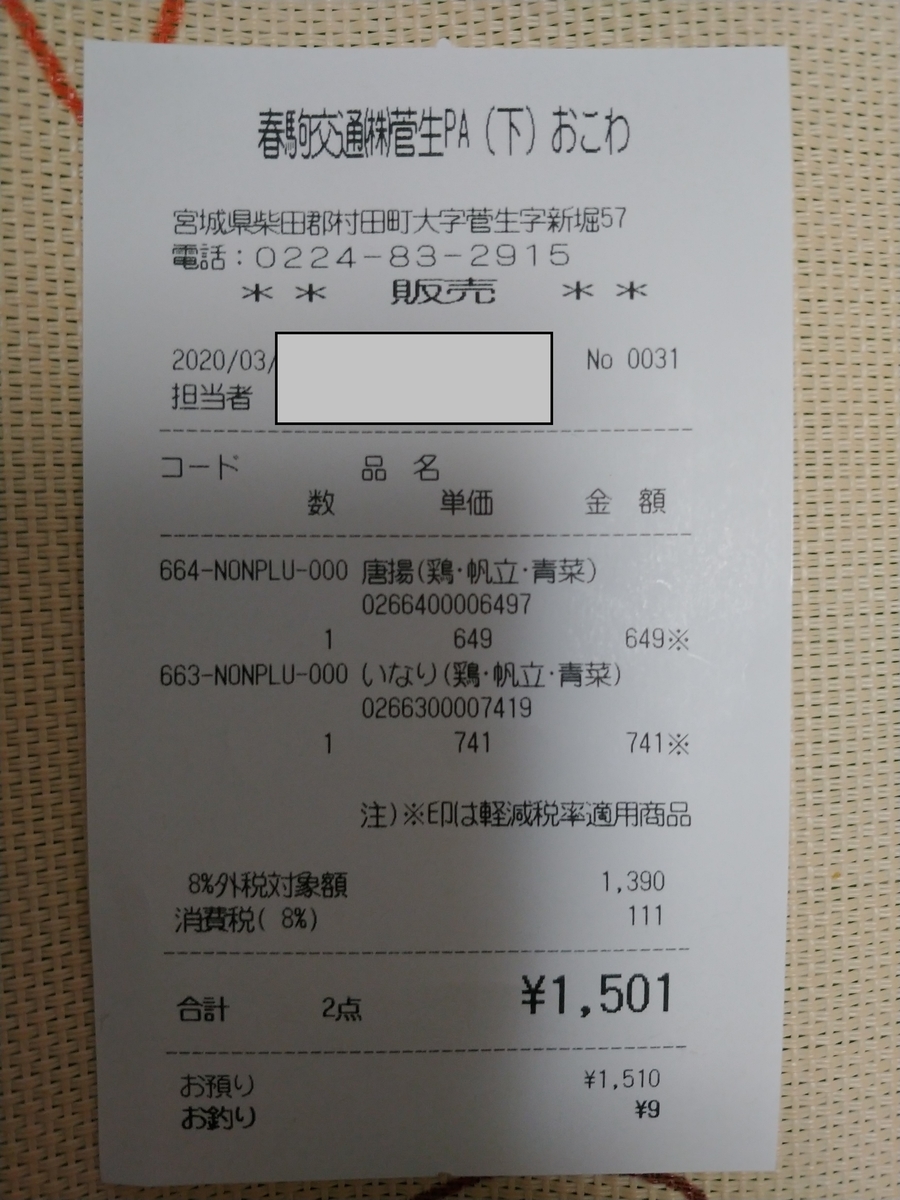 春駒交通㈱菅生PA（下）おこわ
宮城県柴田郡村田町大字菅生字新堀57
電話：0224-83-2915
＊＊ 販売 ＊＊
2020/03/ No 0031
担当者
コード 品 名
数 単価 金 額
664-NONPLU-000 唐揚(鶏・帆立・青菜)
0266400006497
1 649 649※
663-NONPLU-000 いなり(鶏・帆立・青菜)
0266300007419
1 741 741※
注)※印は軽減税率適用商品
8%外税対象額 1,390
消費税( 8%) 111
合計 2点 ¥1,501
お預り ¥1,510
お釣り ¥9